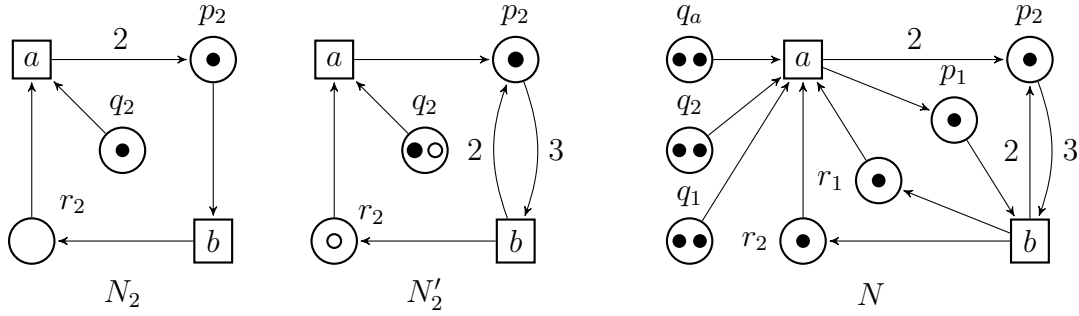 p₂ p₂ qₐ p₂
a 2 a a 2
p₁
q₂ q₂ q₂
2 3 2 3
r₁
r₂ r₂ q₁
b b r₂ b
N₂ N₂′ N